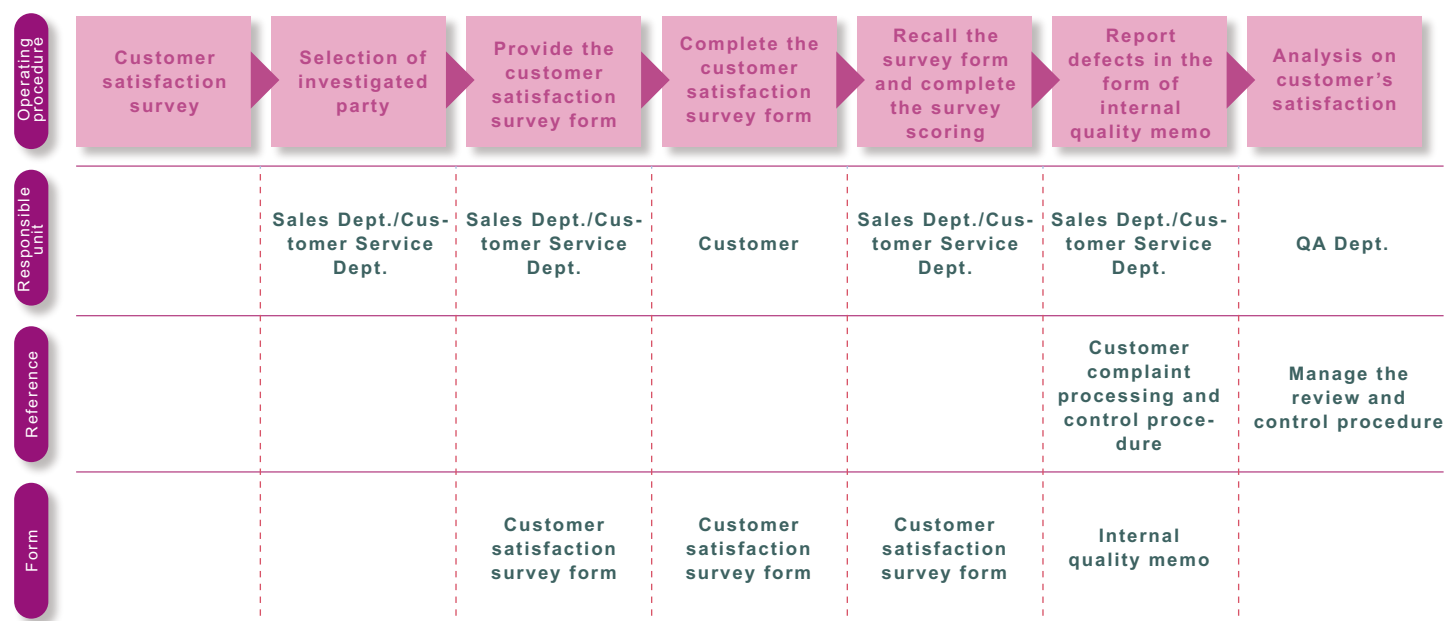 Operating
procedure
Customer
satisfaction
survey
Selection of
investigated
party
Provide the
customer
satisfaction
survey form
Complete the
customer
satisfaction
survey form
Recall the
survey form
and complete
the survey
scoring
Report
defects in the
form of
internal
quality memo
Analysis on
customer’s
satisfaction
Responsible
unit
Sales Dept./Cus-
tomer Service
Dept.
Sales Dept./Cus-
tomer Service
Dept.
Customer
Sales Dept./Cus-
tomer Service
Dept.
Sales Dept./Cus-
tomer Service
Dept.
QA Dept.
Reference
Customer
complaint
processing and
control proce-
dure
Manage the
review and
control procedure
Form
Customer
satisfaction
survey form
Customer
satisfaction
survey form
Customer
satisfaction
survey form
Internal
quality memo